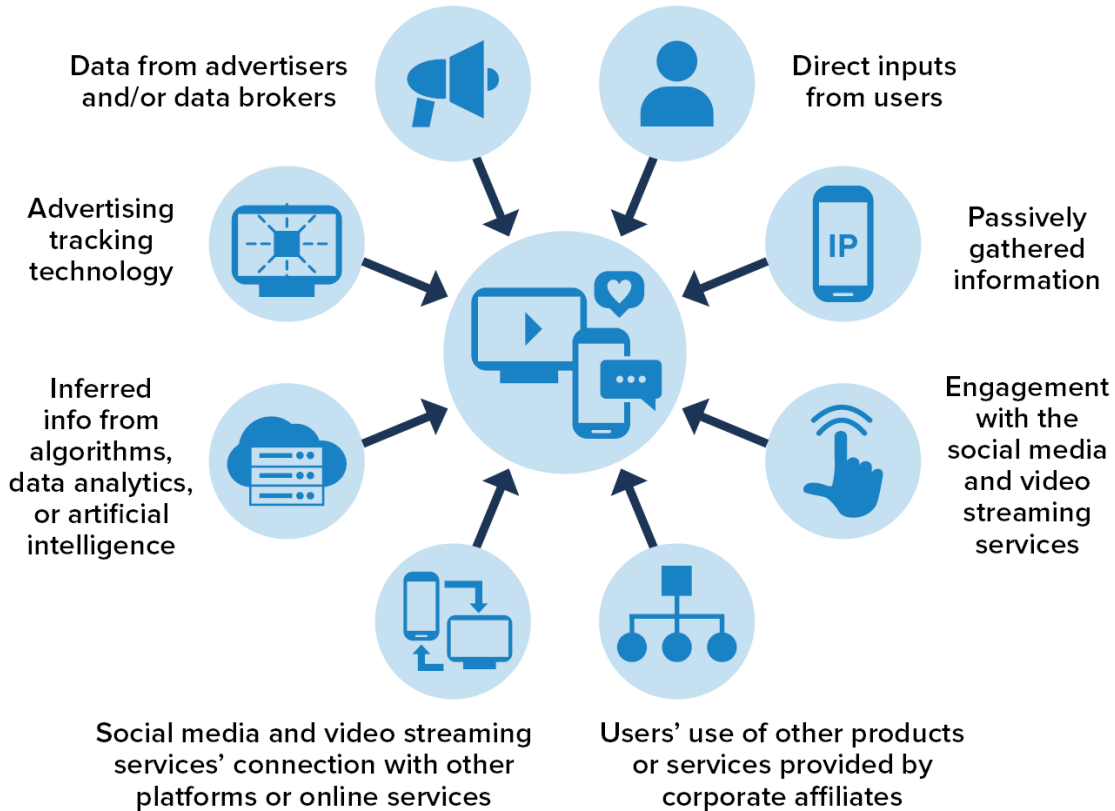 Data from advertisers
and/or data brokers
Direct inputs
from users
Advertising
tracking
technology
IP
Passively
gathered
information
Inferred
info from
algorithms,
data analytics,
or artificial
intelligence
Engagement
with the
social media
and video
streaming
services
Social media and video streaming
services’ connection with other
platforms or online services
Users’ use of other products
or services provided by
corporate affiliates